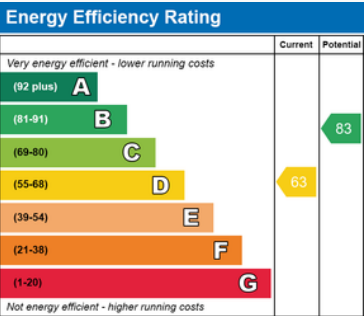 Energy Efficiency Rating
Current Potential
Very energy efficient - lower running costs
(92 plus) A
(81-91) B
83
(69-80) C
(55-68) D
63
(39-54) E
(21-38) F
(1-20) G
Not energy efficient - higher running costs